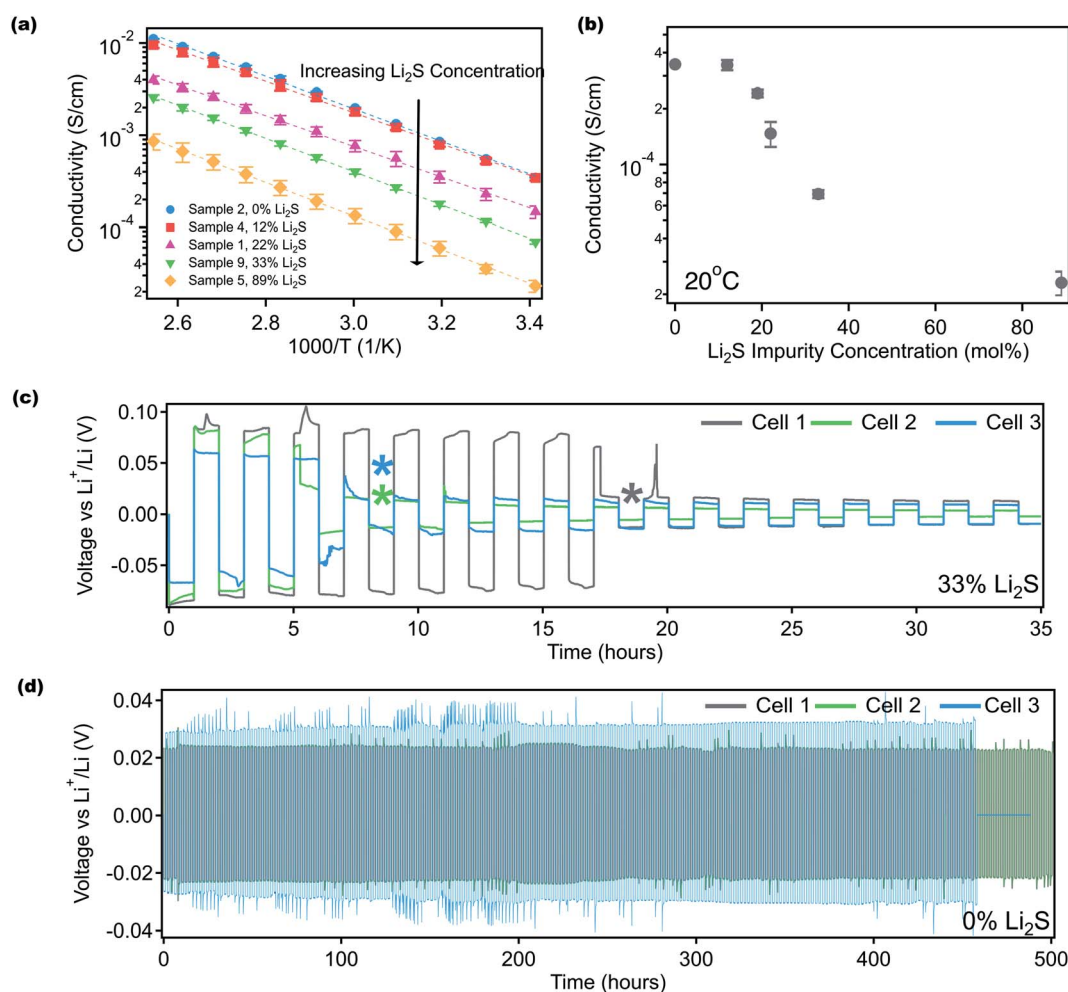 (a)
Conductivity (S/cm)
10⁻²
6
4
2
10⁻³
6
4
2
10⁻⁴
6
4
2
Increasing Li₂S Concentration
Sample 2, 0% Li₂S
Sample 4, 12% Li₂S
Sample 1, 22% Li₂S
Sample 9, 33% Li₂S
Sample 5, 89% Li₂S
2.6 2.8 3.0 3.2 3.4
1000/T (1/K)
(b)
Conductivity (S/cm)
4
2
10⁻⁴
8
6
4
2
20°C
0 20 40 60 80
Li₂S Impurity Concentration (mol%)
(c)
Voltage vs Li⁺/Li (V)
0.10
0.05
0.00
-0.05
Cell 1 Cell 2 Cell 3
* * *
33% Li₂S
0 5 10 15 20 25 30 35
Time (hours)
(d)
Voltage vs Li⁺/Li (V)
0.04
0.02
0.00
-0.02
-0.04
Cell 1 Cell 2 Cell 3
0% Li₂S
0 100 200 300 400 500
Time (hours)